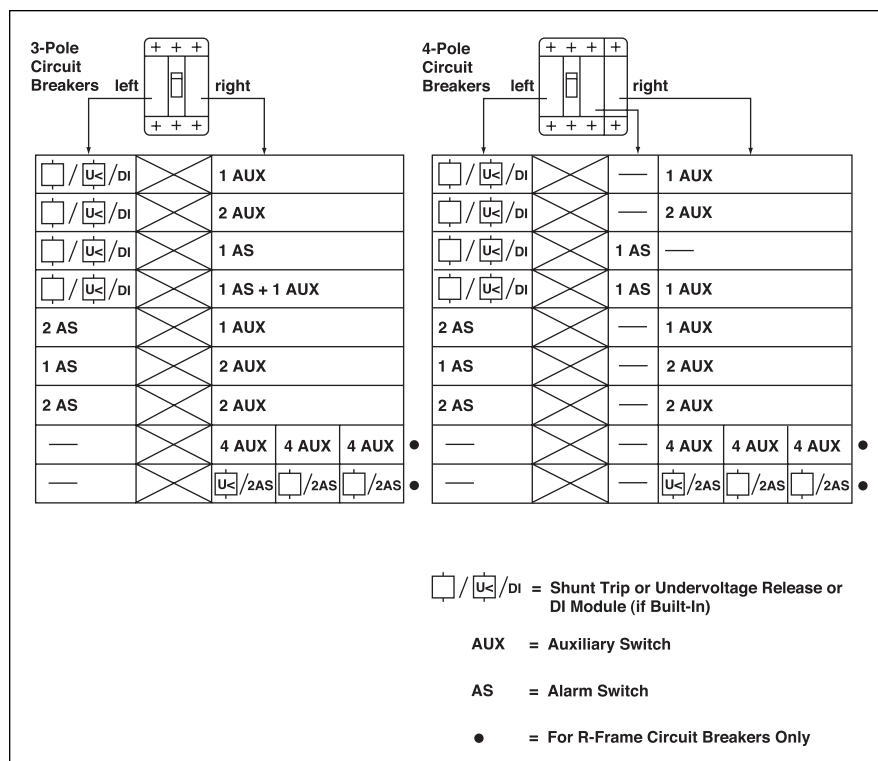 3-Pole
Circuit
Breakers left right
+ + +
+ + +
U< /DI 1 AUX
U< /DI 2 AUX
U< /DI 1 AS
U< /DI 1 AS + 1 AUX
2 AS 1 AUX
1 AS 2 AUX
2 AS 2 AUX
— 4 AUX 4 AUX 4 AUX ●
— U< /2AS /2AS /2AS ●
4-Pole
Circuit
Breakers left right
+ + + +
+ + + +
/ U< /DI — 1 AUX
/ U< /DI — 2 AUX
/ U< /DI 1 AS —
/ U< /DI 1 AS 1 AUX
2 AS — 1 AUX
1 AS — 2 AUX
2 AS — 2 AUX
— — 4 AUX 4 AUX 4 AUX ●
— — U< /2AS /2AS /2AS ●
/ U< /DI = Shunt Trip or Undervoltage Release or
DI Module (if Built-In)
AUX = Auxiliary Switch
AS = Alarm Switch
● = For R-Frame Circuit Breakers Only